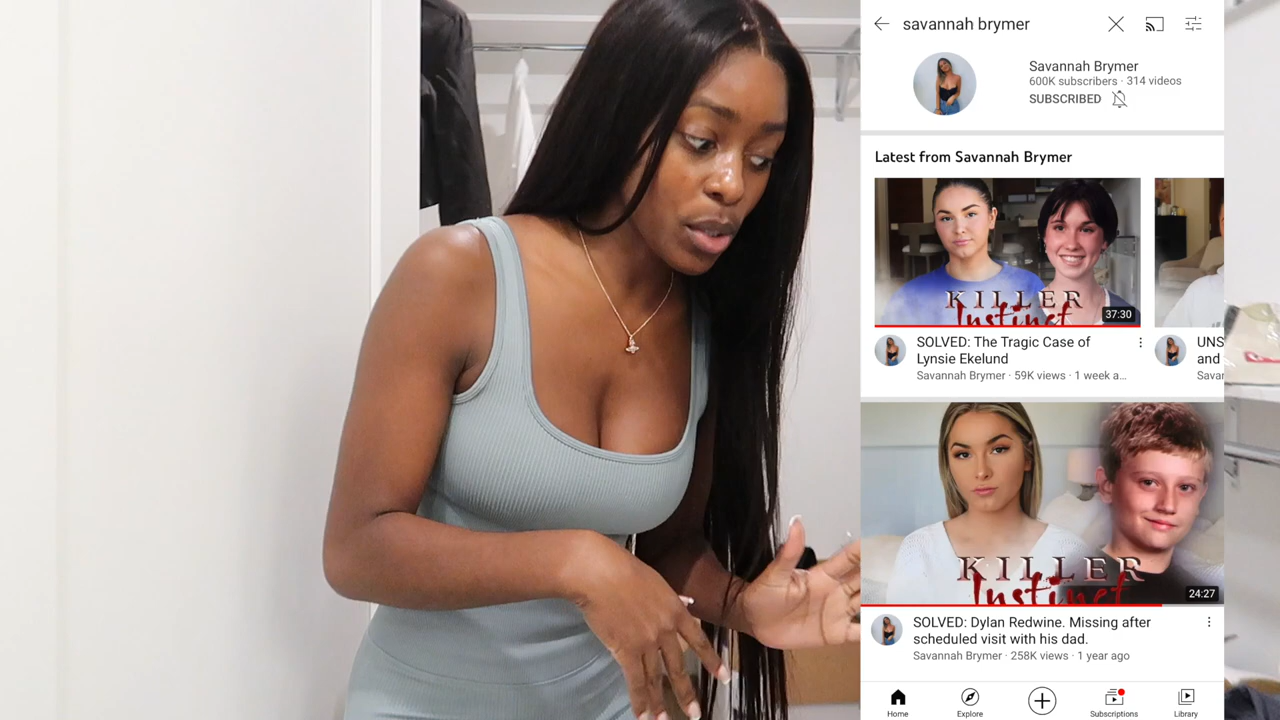 savannah brymer
Savannah Brymer
600K subscribers · 314 videos
SUBSCRIBED
Latest from Savannah Brymer
KILLER
Instinct
37:30
SOLVED: The Tragic Case of
Lynsie Ekelund
Savannah Brymer · 59K views · 1 week a...
UNS
and
Savan
KILLER
Instinct
24:27
SOLVED: Dylan Redwine. Missing after
scheduled visit with his dad.
Savannah Brymer · 258K views · 1 year ago
Home
Explore
Subscriptions
Library